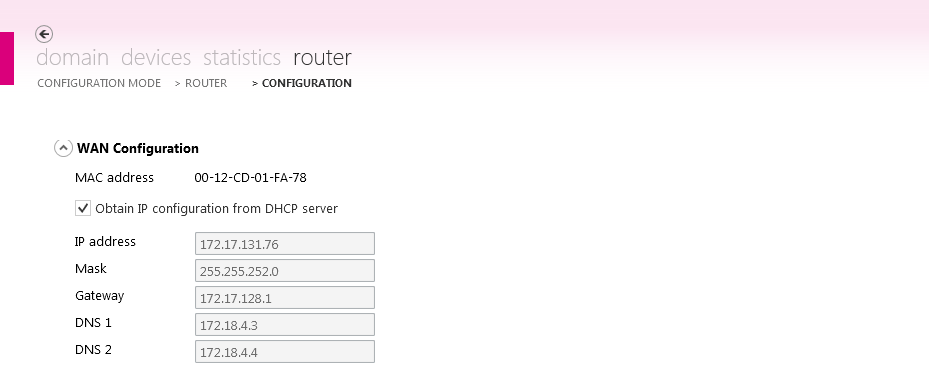 domain devices statistics router
CONFIGURATION MODE > ROUTER > CONFIGURATION
WAN Configuration
MAC address 00-12-CD-01-FA-78
Obtain IP configuration from DHCP server
IP address 172.17.131.76
Mask 255.255.252.0
Gateway 172.17.128.1
DNS 1 172.18.4.3
DNS 2 172.18.4.4